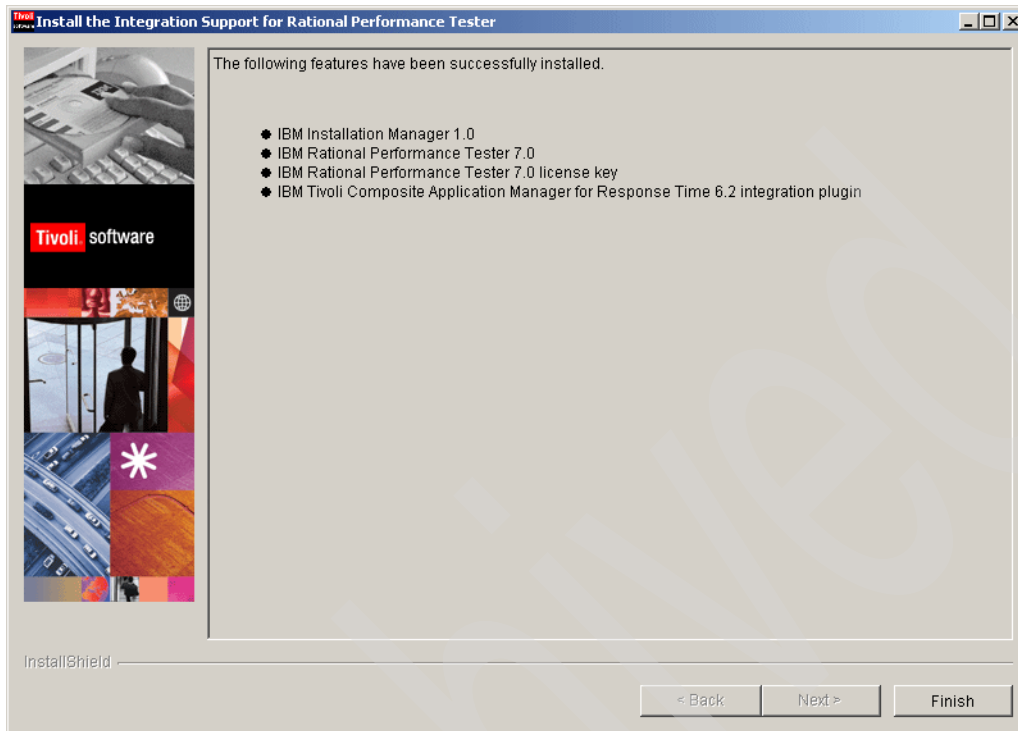 Install the Integration Support for Rational Performance Tester
The following features have been successfully installed.
IBM Installation Manager 1.0
IBM Rational Performance Tester 7.0
IBM Rational Performance Tester 7.0 license key
IBM Tivoli Composite Application Manager for Response Time 6.2 integration plugin
Tivoli. software
InstallShield
< Back
Next >
Finish